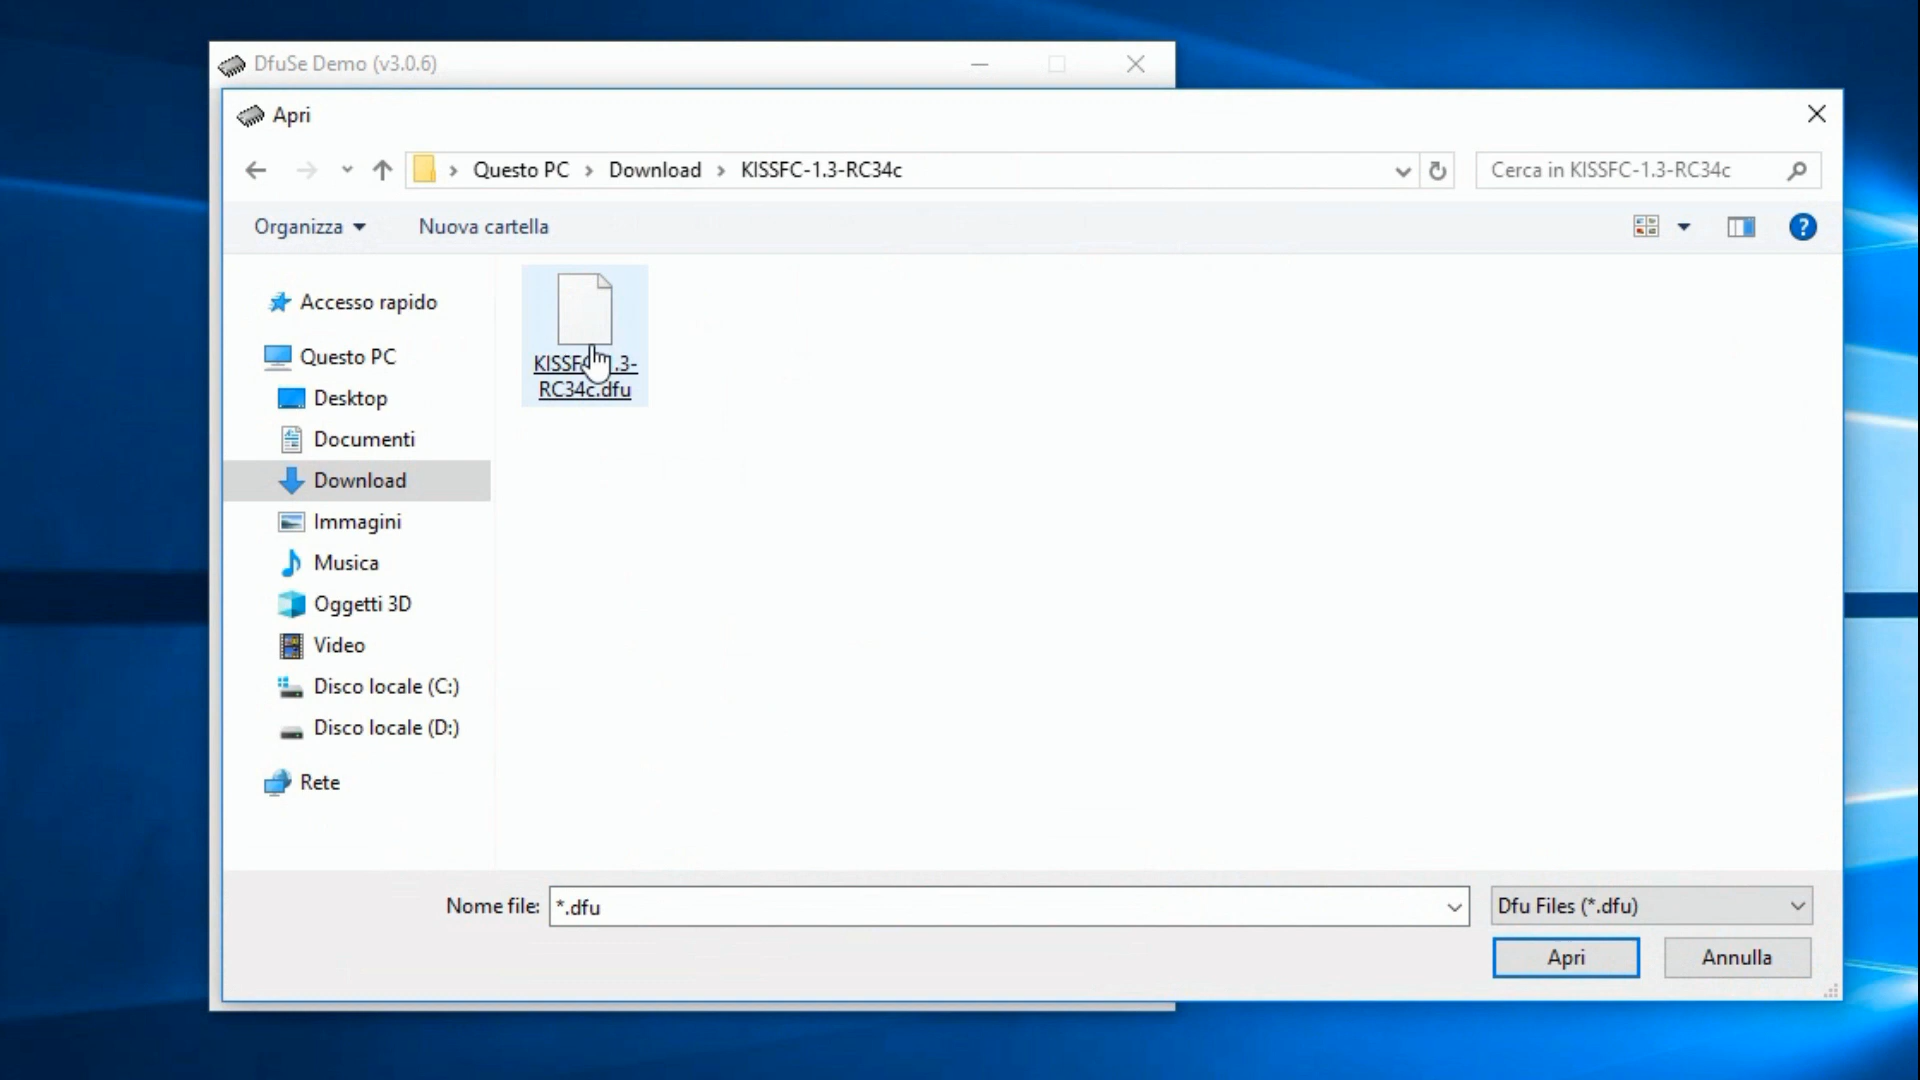 DfuSe Demo (v3.0.6)
Apri
Questo PC > Download > KISSFC-1.3-RC34c
Cerca in KISSFC-1.3-RC34c
Organizza
Nuova cartella
?
Accesso rapido
Questo PC
Desktop
Documenti
Download
Immagini
Musica
Oggetti 3D
Video
Disco locale (C:)
Disco locale (D:)
Rete
RC34c.dfu
Nome file: *.dfu
Dfu Files (*.dfu)
Apri
Annulla